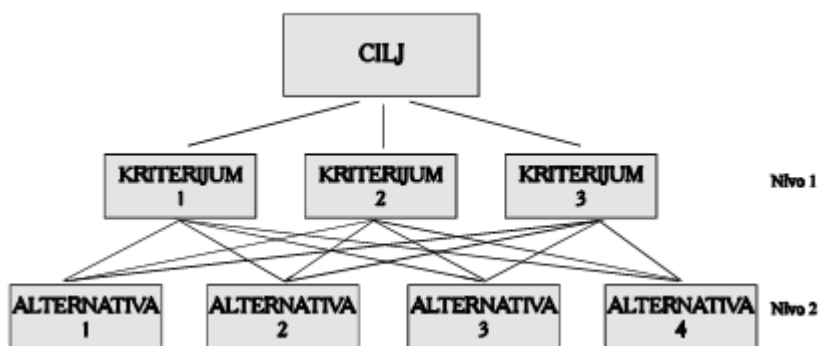 CILJ
KRITERIJUM
1
KRITERIJUM
2
KRITERIJUM
3
Nivo 1
ALTERNATIVA
1
ALTERNATIVA
2
ALTERNATIVA
3
ALTERNATIVA
4
Nivo 2